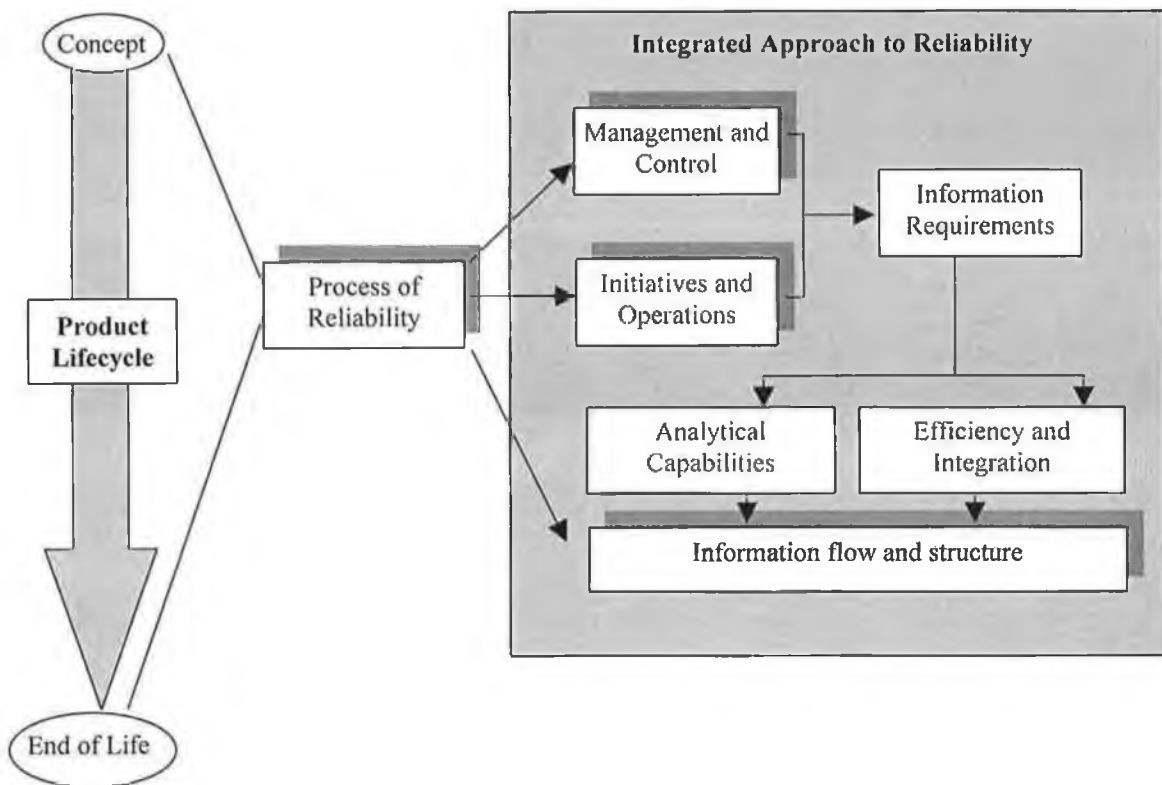 Concept
Product
Lifecycle
End of Life
Process of
Reliability
Integrated Approach to Reliability
Management and
Control
Initiatives and
Operations
Information
Requirements
Analytical
Capabilities
Efficiency and
Integration
Information flow and structure